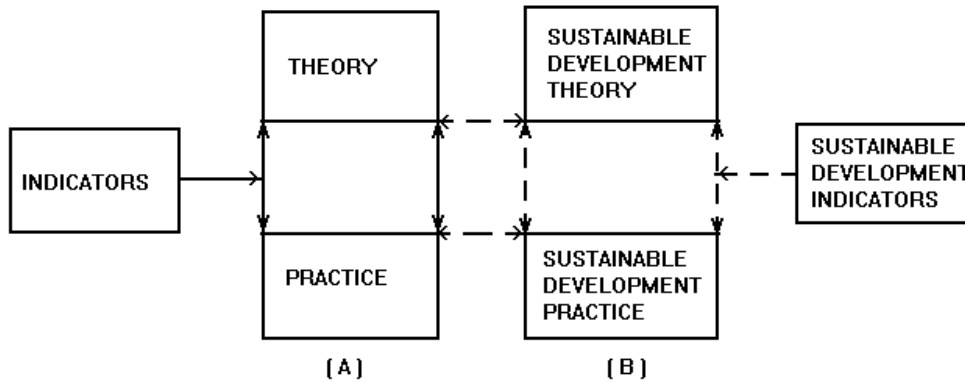 THEORY
SUSTAINABLE
DEVELOPMENT
THEORY
INDICATORS
SUSTAINABLE
DEVELOPMENT
INDICATORS
PRACTICE
SUSTAINABLE
DEVELOPMENT
PRACTICE
(A)
(B)